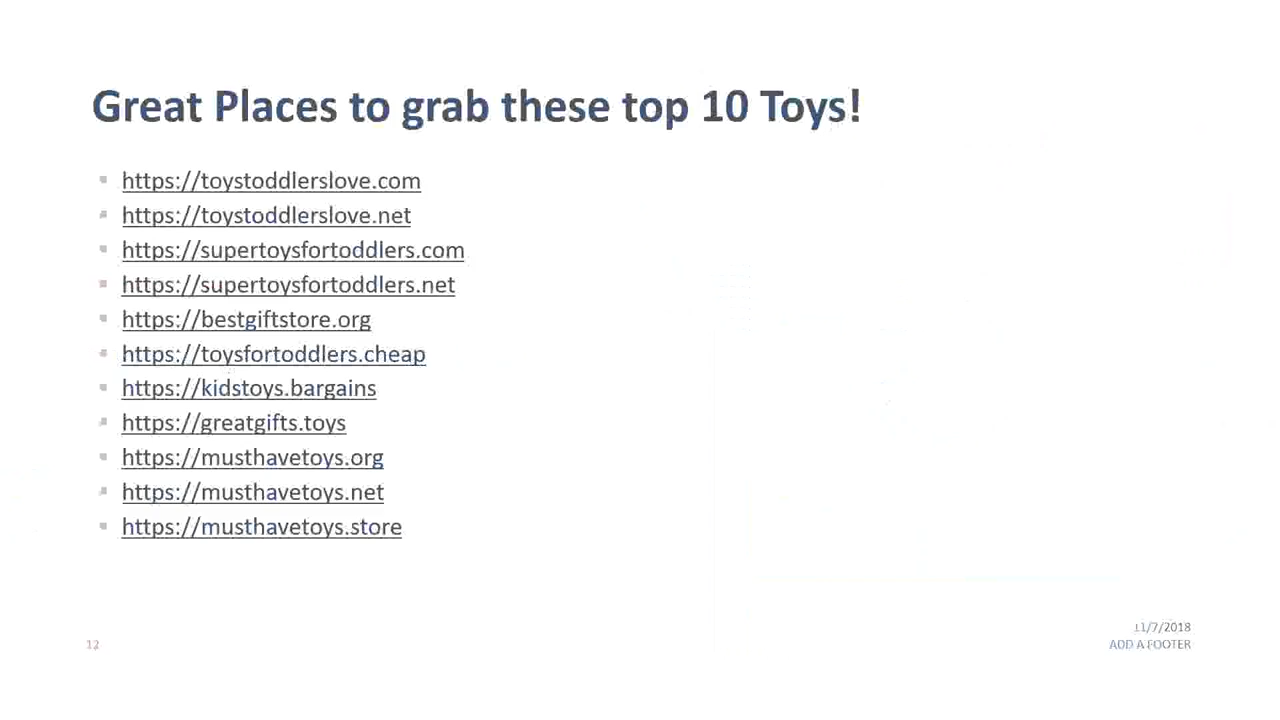 Great Places to grab these top 10 Toys!
https://toystoddlerslove.com
https://toystoddlerslove.net
https://supertoysfortoddlers.com
https://supertoysfortoddlers.net
https://bestgiftstore.org
https://toysfortoddlers.cheap
https://kidstoys.bargains
https://greatgifts.toys
https://musthavetoys.org
https://musthavetoys.net
https://musthavetoys.store
11/7/2018
12
ADD A FOOTER